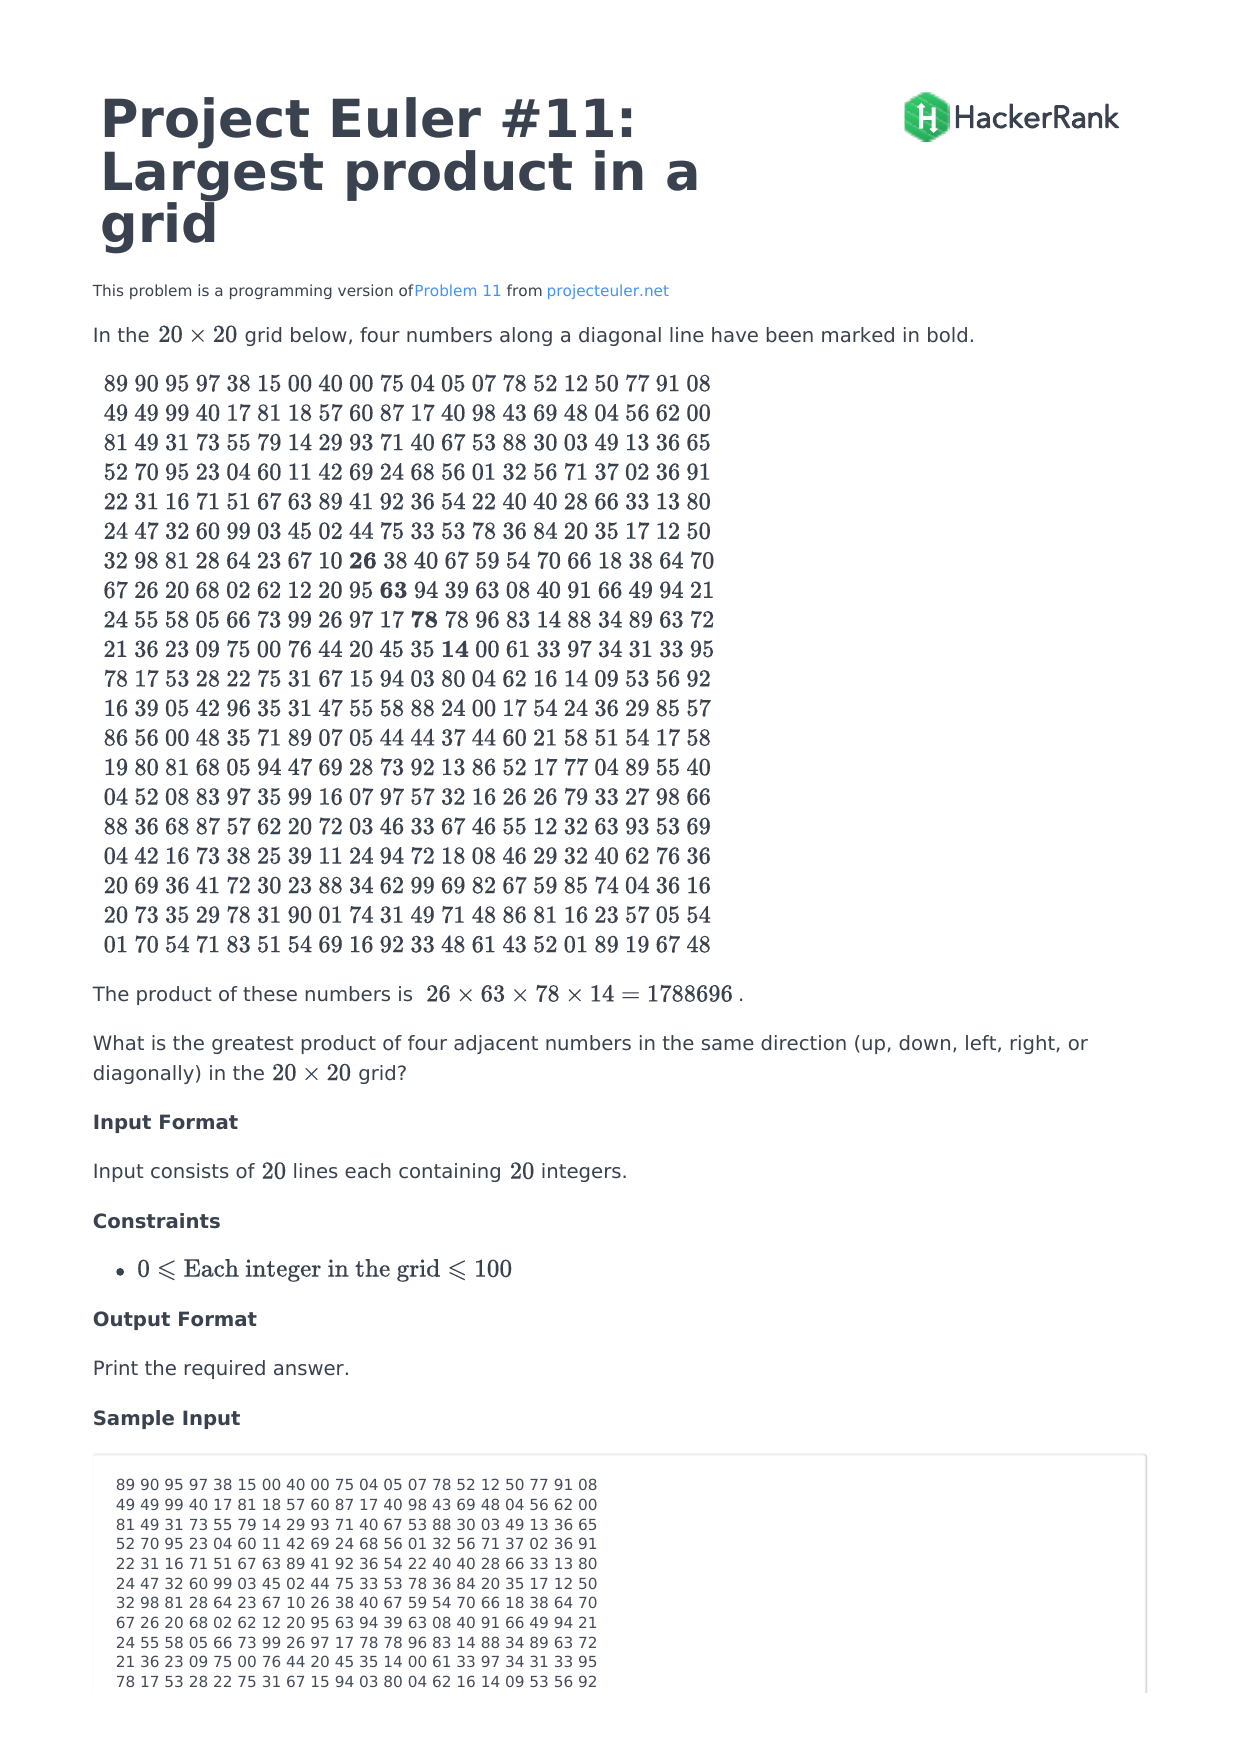 Project Euler #11:
Largest product in a
grid
HackerRank
This problem is a programming version ofProblem 11 from projecteuler.net
In the 20 × 20 grid below, four numbers along a diagonal line have been marked in bold.
89 90 95 97 38 15 00 40 00 75 04 05 07 78 52 12 50 77 91 08
49 49 99 40 17 81 18 57 60 87 17 40 98 43 69 48 04 56 62 00
81 49 31 73 55 79 14 29 93 71 40 67 53 88 30 03 49 13 36 65
52 70 95 23 04 60 11 42 69 24 68 56 01 32 56 71 37 02 36 91
22 31 16 71 51 67 63 89 41 92 36 54 22 40 40 28 66 33 13 80
24 47 32 60 99 03 45 02 44 75 33 53 78 36 84 20 35 17 12 50
32 98 81 28 64 23 67 10 26 38 40 67 59 54 70 66 18 38 64 70
67 26 20 68 02 62 12 20 95 63 94 39 63 08 40 91 66 49 94 21
24 55 58 05 66 73 99 26 97 17 78 78 96 83 14 88 34 89 63 72
21 36 23 09 75 00 76 44 20 45 35 14 00 61 33 97 34 31 33 95
78 17 53 28 22 75 31 67 15 94 03 80 04 62 16 14 09 53 56 92
16 39 05 42 96 35 31 47 55 58 88 24 00 17 54 24 36 29 85 57
86 56 00 48 35 71 89 07 05 44 44 37 44 60 21 58 51 54 17 58
19 80 81 68 05 94 47 69 28 73 92 13 86 52 17 77 04 89 55 40
04 52 08 83 97 35 99 16 07 97 57 32 16 26 26 79 33 27 98 66
88 36 68 87 57 62 20 72 03 46 33 67 46 55 12 32 63 93 53 69
04 42 16 73 38 25 39 11 24 94 72 18 08 46 29 32 40 62 76 36
20 69 36 41 72 30 23 88 34 62 99 69 82 67 59 85 74 04 36 16
20 73 35 29 78 31 90 01 74 31 49 71 48 86 81 16 23 57 05 54
01 70 54 71 83 51 54 69 16 92 33 48 61 43 52 01 89 19 67 48
The product of these numbers is 26 × 63 × 78 × 14 = 1788696 .
What is the greatest product of four adjacent numbers in the same direction (up, down, left, right, or
diagonally) in the 20 × 20 grid?
Input Format
Input consists of 20 lines each containing 20 integers.
Constraints
• 0 ⩽ Each integer in the grid ⩽ 100
Output Format
Print the required answer.
Sample Input
89 90 95 97 38 15 00 40 00 75 04 05 07 78 52 12 50 77 91 08
49 49 99 40 17 81 18 57 60 87 17 40 98 43 69 48 04 56 62 00
81 49 31 73 55 79 14 29 93 71 40 67 53 88 30 03 49 13 36 65
52 70 95 23 04 60 11 42 69 24 68 56 01 32 56 71 37 02 36 91
22 31 16 71 51 67 63 89 41 92 36 54 22 40 40 28 66 33 13 80
24 47 32 60 99 03 45 02 44 75 33 53 78 36 84 20 35 17 12 50
32 98 81 28 64 23 67 10 26 38 40 67 59 54 70 66 18 38 64 70
67 26 20 68 02 62 12 20 95 63 94 39 63 08 40 91 66 49 94 21
24 55 58 05 66 73 99 26 97 17 78 78 96 83 14 88 34 89 63 72
21 36 23 09 75 00 76 44 20 45 35 14 00 61 33 97 34 31 33 95
78 17 53 28 22 75 31 67 15 94 03 80 04 62 16 14 09 53 56 92